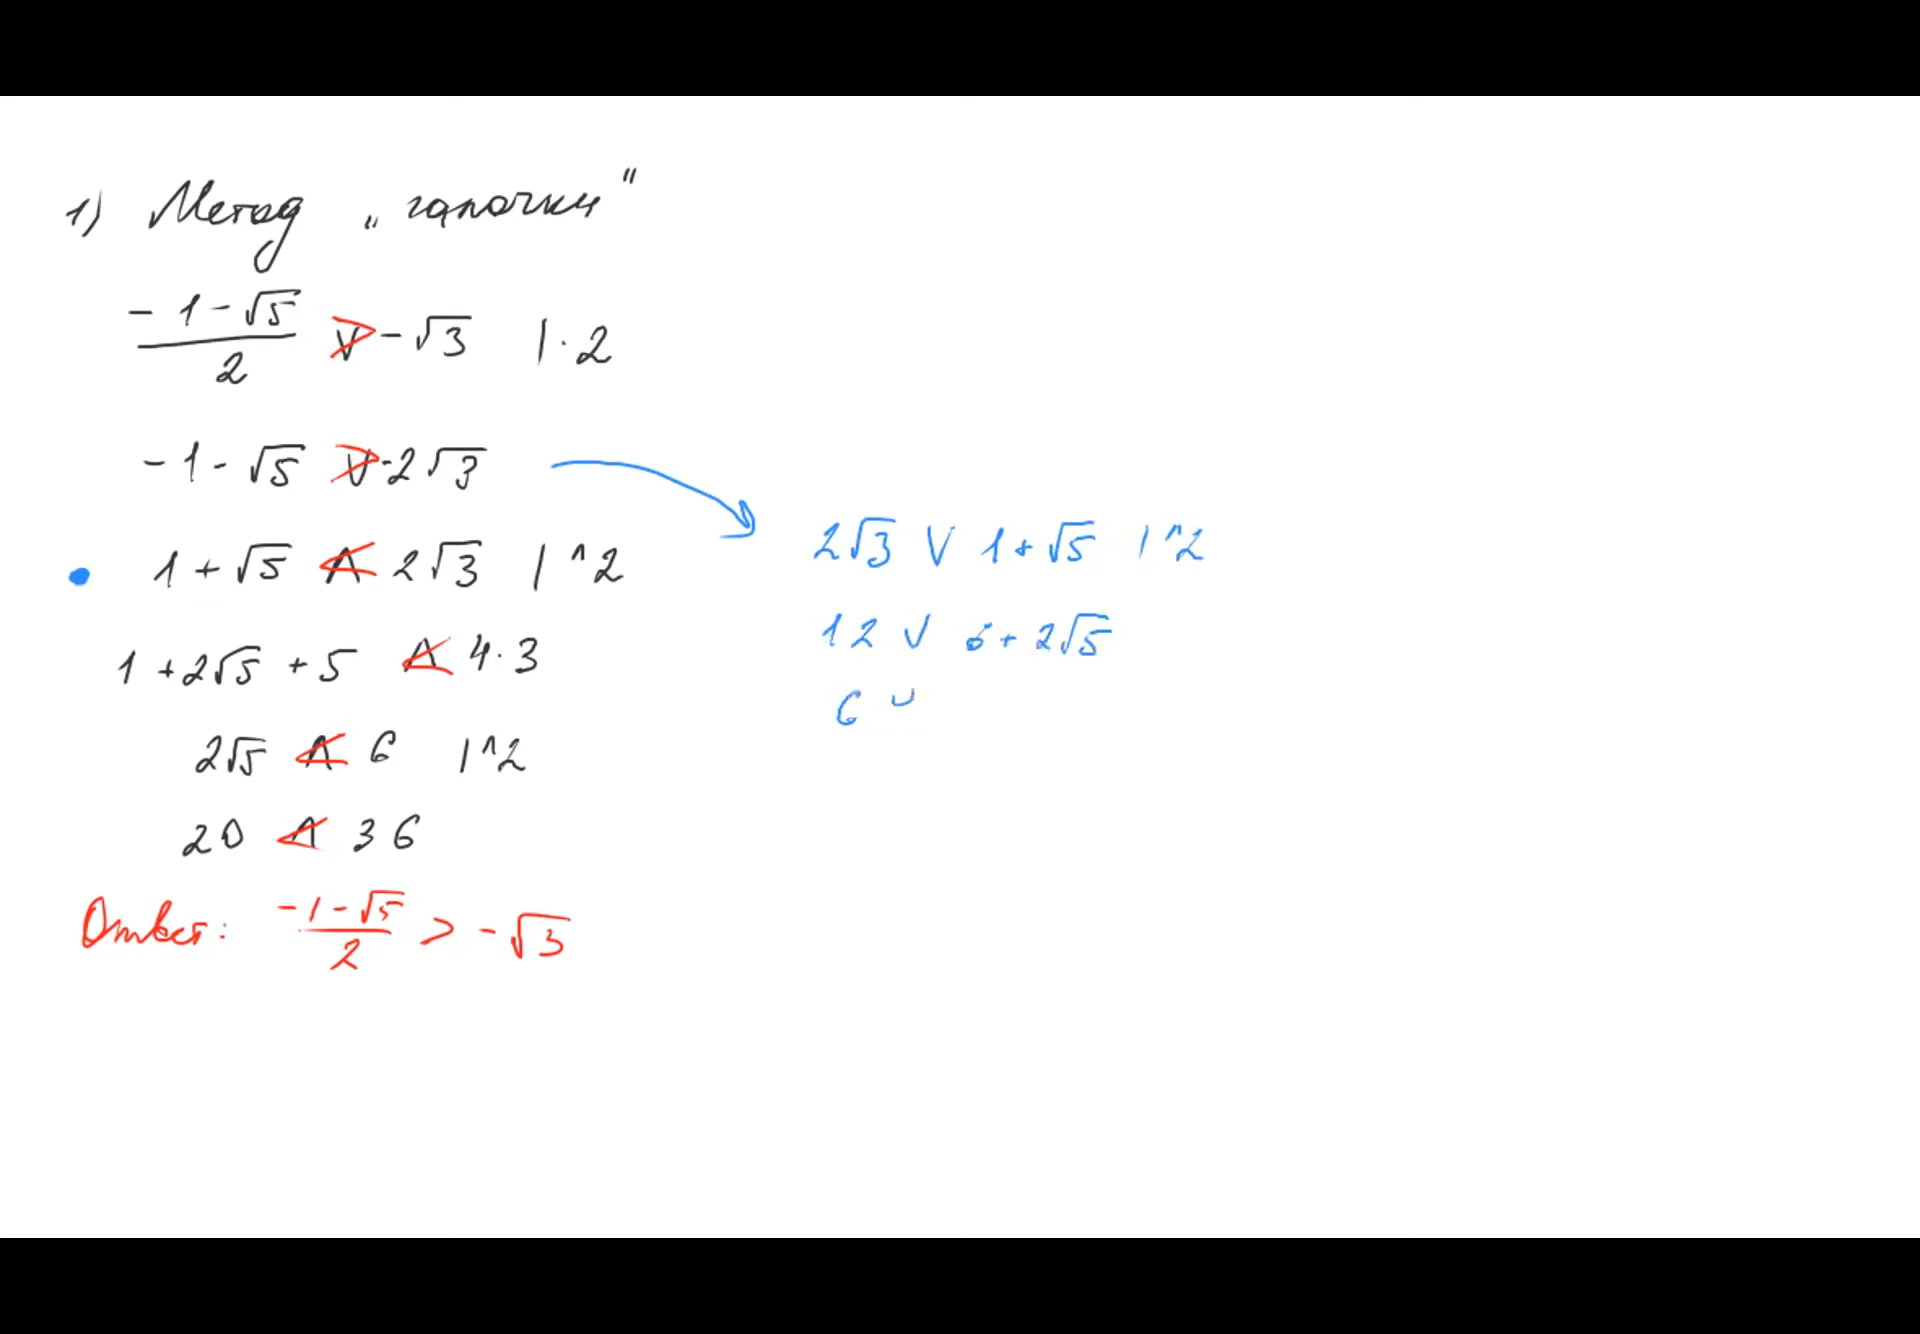 1) Метод „галочки“
(-1-√5)/2 V > -√3 | · 2
-1-√5 V > -2√3
1+√5 Λ < 2√3 | ^2
1+2√5+5 Λ < 4·3
2√5 Λ < 6 | ^2
20 Λ < 36
Ответ: (-1-√5)/2 > -√3
2√3 V 1+√5 | ^2
12 V 6+2√5
6 V